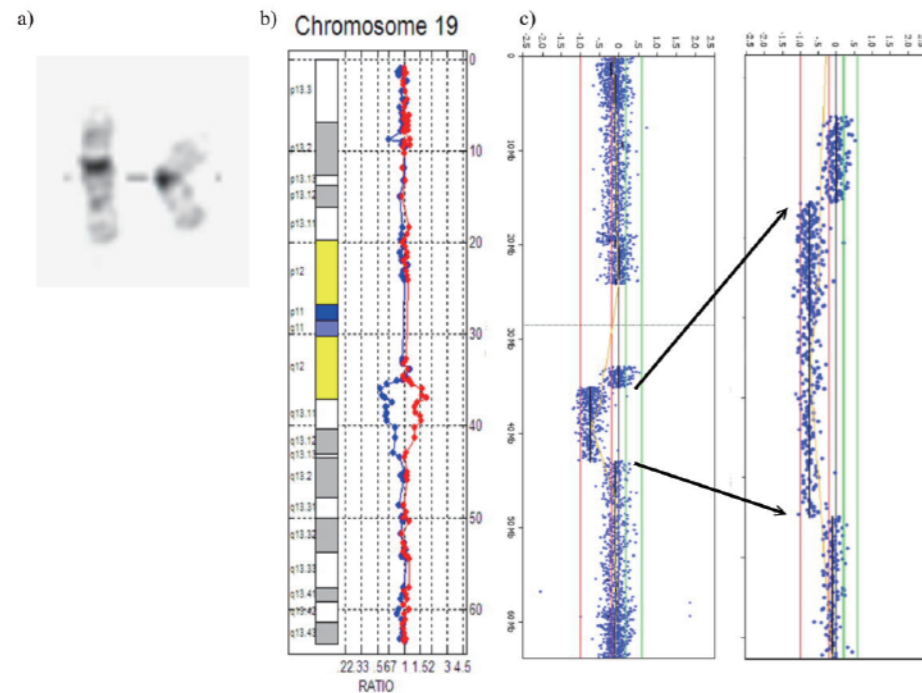 a)
b)
Chromosome 19
p13.3
p13.2
p13.13
p13.12
p13.11
p12
p11
q11
q12
q13.11
q13.12
q13.13
q13.2
q13.31
q13.32
q13.33
q13.41
q13.43
0
10
20
30
40
50
60
.22 .33 .5 .67 1 1.5 2 3 4.5
RATIO
c)
-2.5 -2.0 -1.5 -1.0 -.5 0 .5 1.0 1.5 2.0 2.5
0
10 Mb
20 Mb
30 Mb
40 Mb
50 Mb
60 Mb
-2.5 -2.0 -1.5 -1.0 -.5 0 .5 1.0 1.5 2.0 2.5